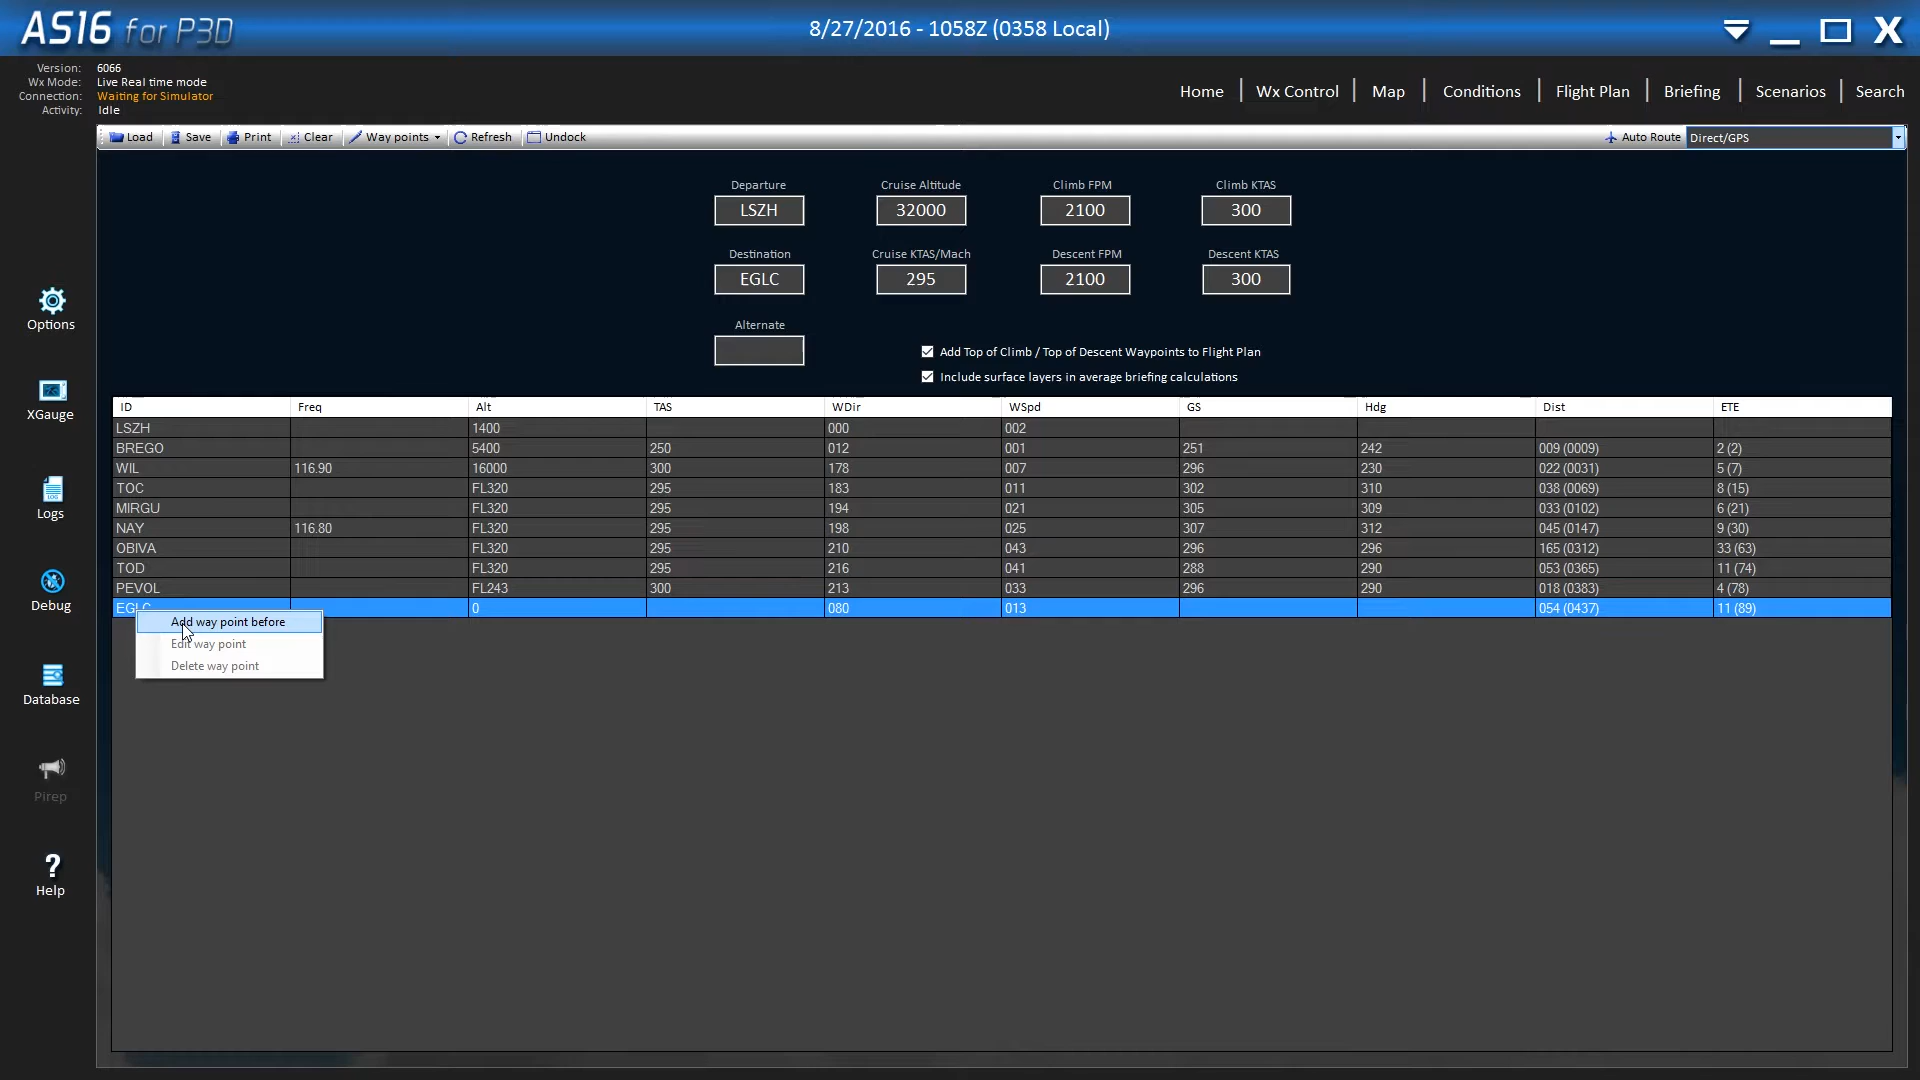 AS16 for P3D
8/27/2016 - 1058Z (0358 Local)
X
Version: 6066
Wx Mode: Live Real time mode
Connection: Waiting for Simulator
Activity: Idle
Home | Wx Control | Map | Conditions | Flight Plan | Briefing | Scenarios | Search
Load Save Print Clear Way points Refresh Undock Auto Route Direct/GPS
Departure Cruise Altitude Climb FPM Climb KTAS
LSZH 32000 2100 300
Destination Cruise KTAS/Mach Descent FPM Descent KTAS
EGLC 295 2100 300
Alternate
Add Top of Climb / Top of Descent Waypoints to Flight Plan
Include surface layers in average briefing calculations
Options
XGauge
Logs
Debug
Database
Pirep
? Help
ID Freq Alt TAS WDir WSpd GS Hdg Dist ETE
LSZH 1400 000 002
BREGO 5400 250 012 001 251 242 009 (0009) 2 (2)
WIL 116.90 16000 300 178 007 296 230 022 (0031) 5 (7)
TOC FL320 295 183 011 302 310 038 (0069) 8 (15)
MIRGU FL320 295 194 021 305 309 033 (0102) 6 (21)
NAY 116.80 FL320 295 198 025 307 312 045 (0147) 9 (30)
OBIVA FL320 295 210 043 296 296 165 (0312) 33 (63)
TOD FL320 295 216 041 288 290 053 (0365) 11 (74)
PEVOL FL243 300 213 033 296 290 018 (0383) 4 (78)
EGLC 0 080 013 054 (0437) 11 (89)
Add way point before
Edit way point
Delete way point